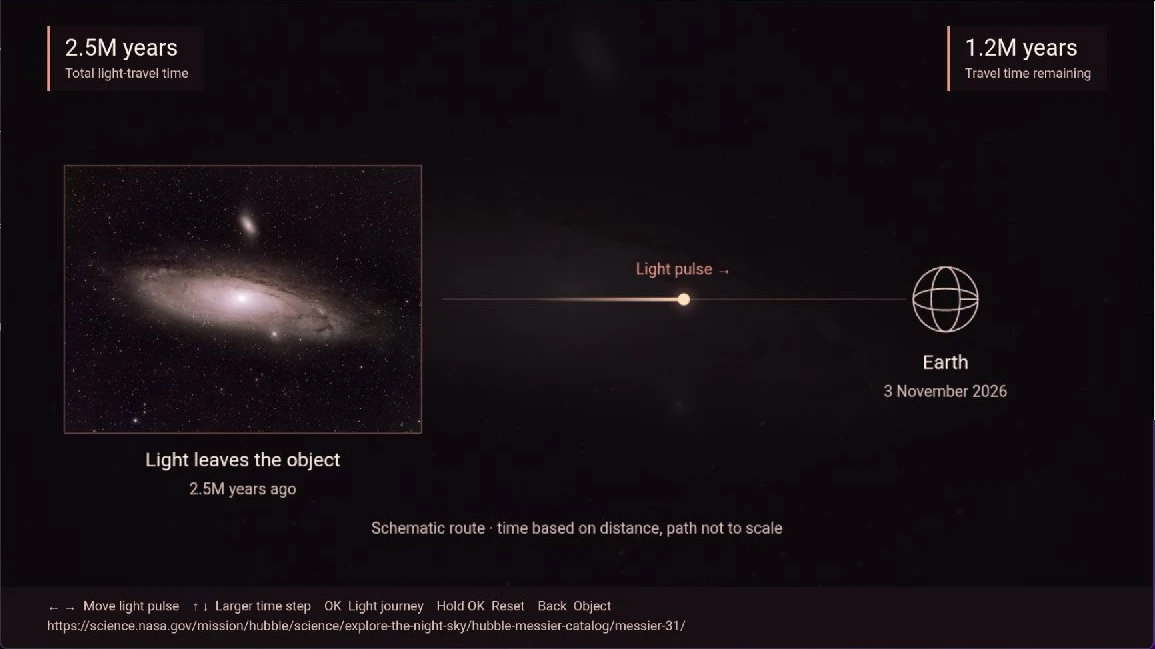 2.5M years
Total light-travel time
1.2M years
Travel time remaining
Light pulse →
Earth
3 November 2026
Light leaves the object
2.5M years ago
Schematic route · time based on distance, path not to scale
← → Move light pulse ↑ ↓ Larger time step OK Light journey Hold OK Reset Back Object
https://science.nasa.gov/mission/hubble/science/explore-the-night-sky/hubble-messier-catalog/messier-31/